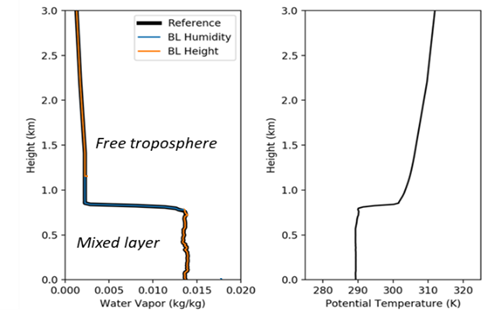 3.0
2.5
2.0
1.5
1.0
0.5
0.0
Height (km)
Reference
BL Humidity
BL Height
Free troposphere
Mixed layer
0.000 0.005 0.010 0.015 0.020
Water Vapor (kg/kg)
3.0
2.5
2.0
1.5
1.0
0.5
0.0
Height (km)
280 290 300 310 320
Potential Temperature (K)